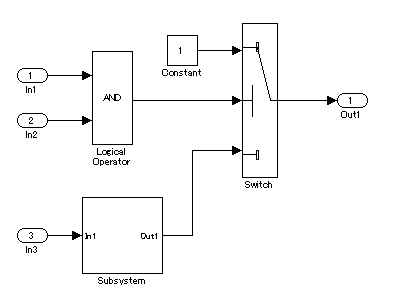 1
Constant
1
In1
AND
2
In2
Logical
Operator
Switch
1
Out1
3
In3
In1
Out1
Subsystem